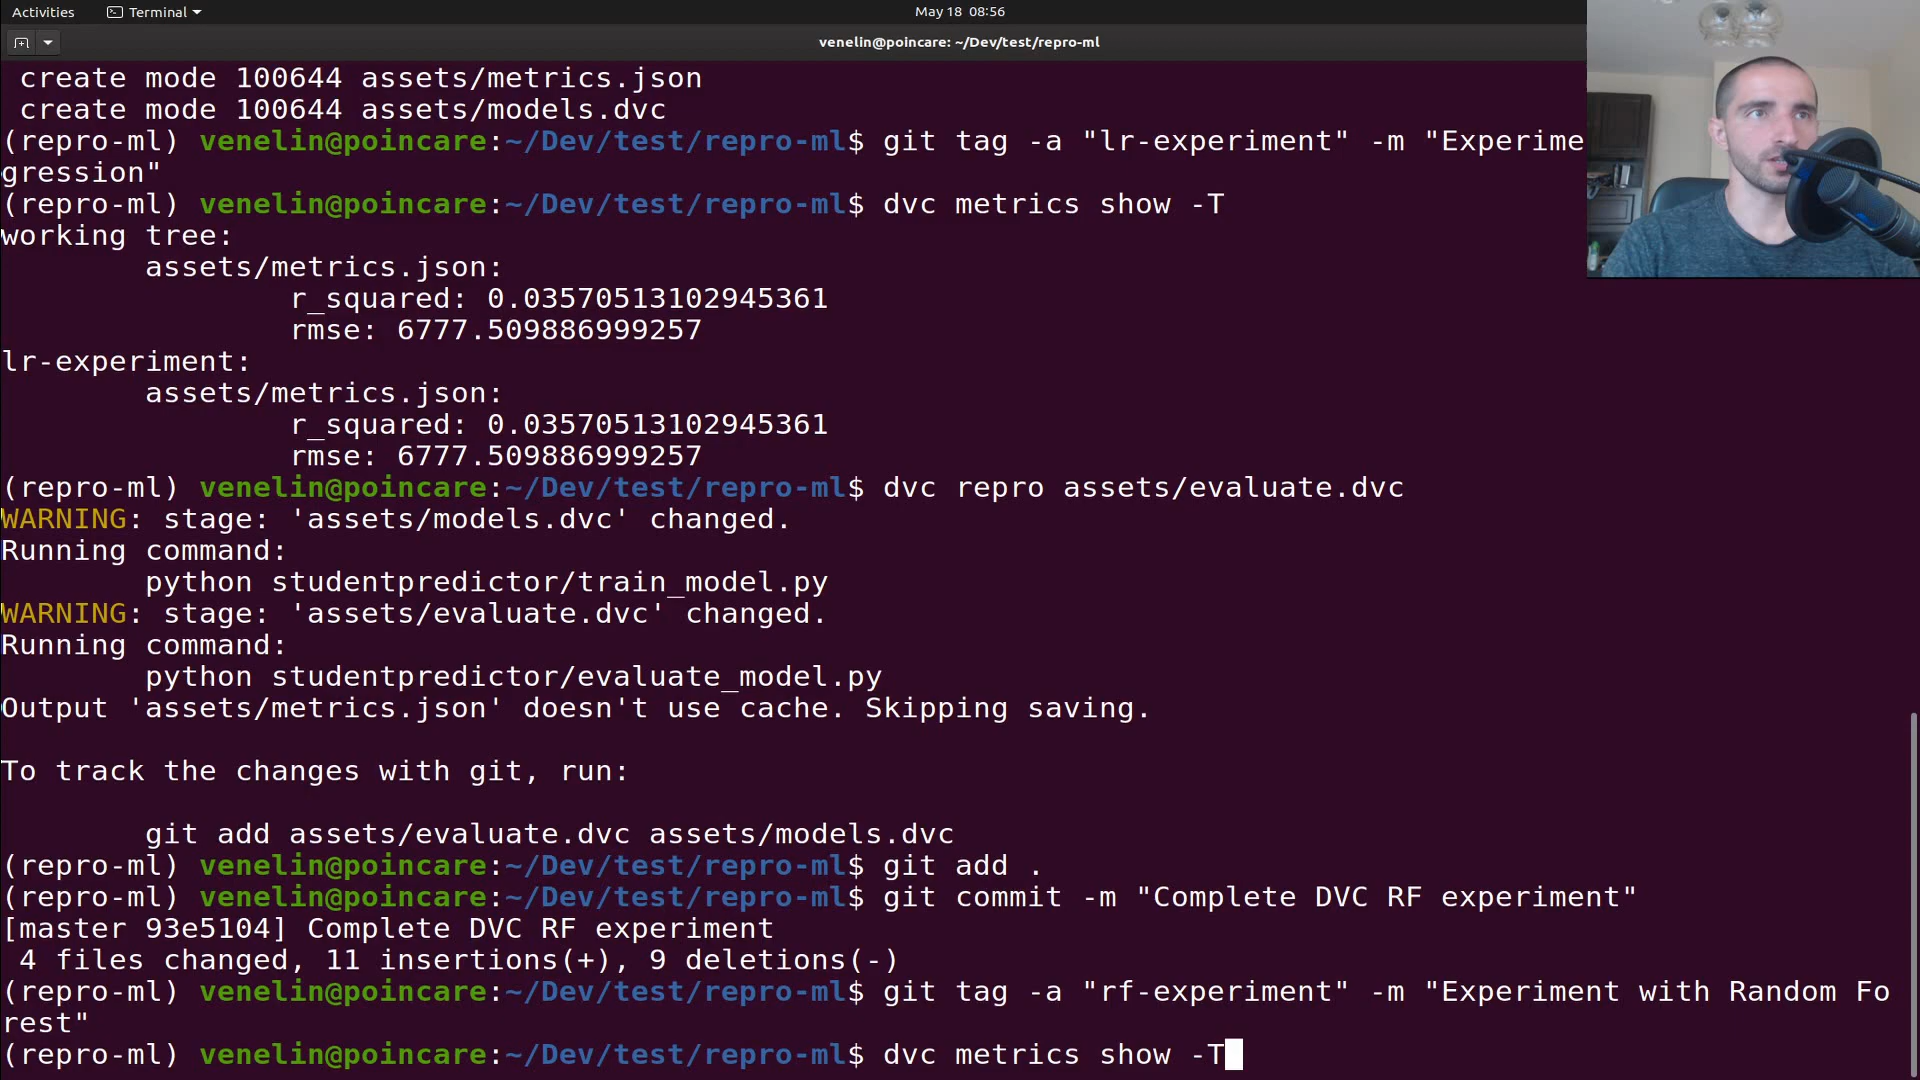 Activities Terminal May 18 08:56
venelin@poincare: ~/Dev/test/repro-ml
create mode 100644 assets/metrics.json
create mode 100644 assets/models.dvc
(repro-ml) venelin@poincare:~/Dev/test/repro-ml$ git tag -a "lr-experiment" -m "Experime
gression"
(repro-ml) venelin@poincare:~/Dev/test/repro-ml$ dvc metrics show -T
working tree:
assets/metrics.json:
r_squared: 0.03570513102945361
rmse: 6777.509886999257
lr-experiment:
assets/metrics.json:
r_squared: 0.03570513102945361
rmse: 6777.509886999257
(repro-ml) venelin@poincare:~/Dev/test/repro-ml$ dvc repro assets/evaluate.dvc
WARNING: stage: 'assets/models.dvc' changed.
Running command:
python studentpredictor/train_model.py
WARNING: stage: 'assets/evaluate.dvc' changed.
Running command:
python studentpredictor/evaluate_model.py
Output 'assets/metrics.json' doesn't use cache. Skipping saving.
To track the changes with git, run:
git add assets/evaluate.dvc assets/models.dvc
(repro-ml) venelin@poincare:~/Dev/test/repro-ml$ git add .
(repro-ml) venelin@poincare:~/Dev/test/repro-ml$ git commit -m "Complete DVC RF experiment"
[master 93e5104] Complete DVC RF experiment
4 files changed, 11 insertions(+), 9 deletions(-)
(repro-ml) venelin@poincare:~/Dev/test/repro-ml$ git tag -a "rf-experiment" -m "Experiment with Random Fo
rest"
(repro-ml) venelin@poincare:~/Dev/test/repro-ml$ dvc metrics show -T